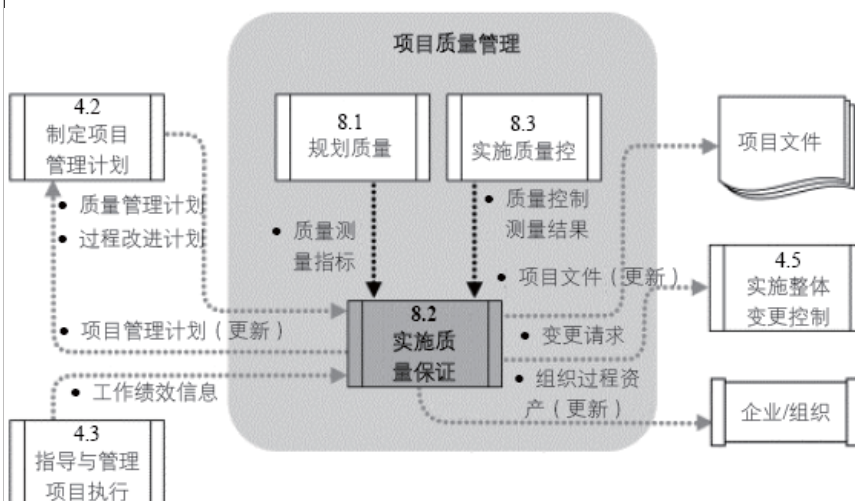 项目质量管理
4.2
制定项目
管理计划
8.1
规划质量
8.3
实施质量控
项目文件
质量管理计划
过程改进计划
质量测
量指标
质量控制
测量结果
项目文件（更新）
4.5
实施整体
变更控制
项目管理计划（更新）
8.2
实施质
量保证
变更请求
工作绩效信息
组织过程资
产（更新）
企业/组织
4.3
指导与管理
项目执行